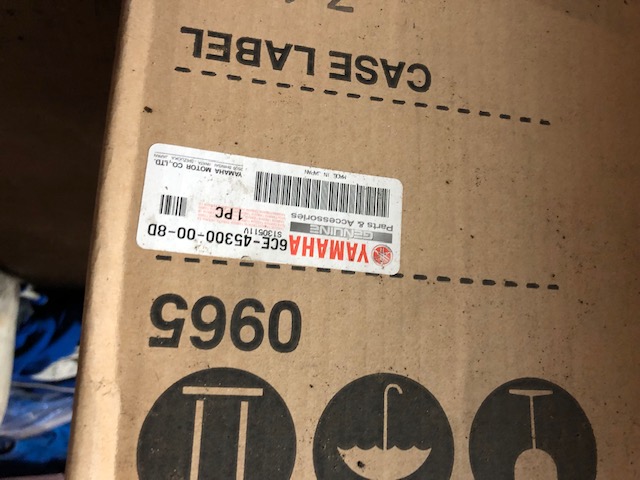 0965
YAMAHA 6CE-45300-00-8D
GENUINE S130511V
Parts & Accessories 1 PC
MADE IN JAPAN YAMAHA MOTOR CO.,LTD.
CASE LABEL